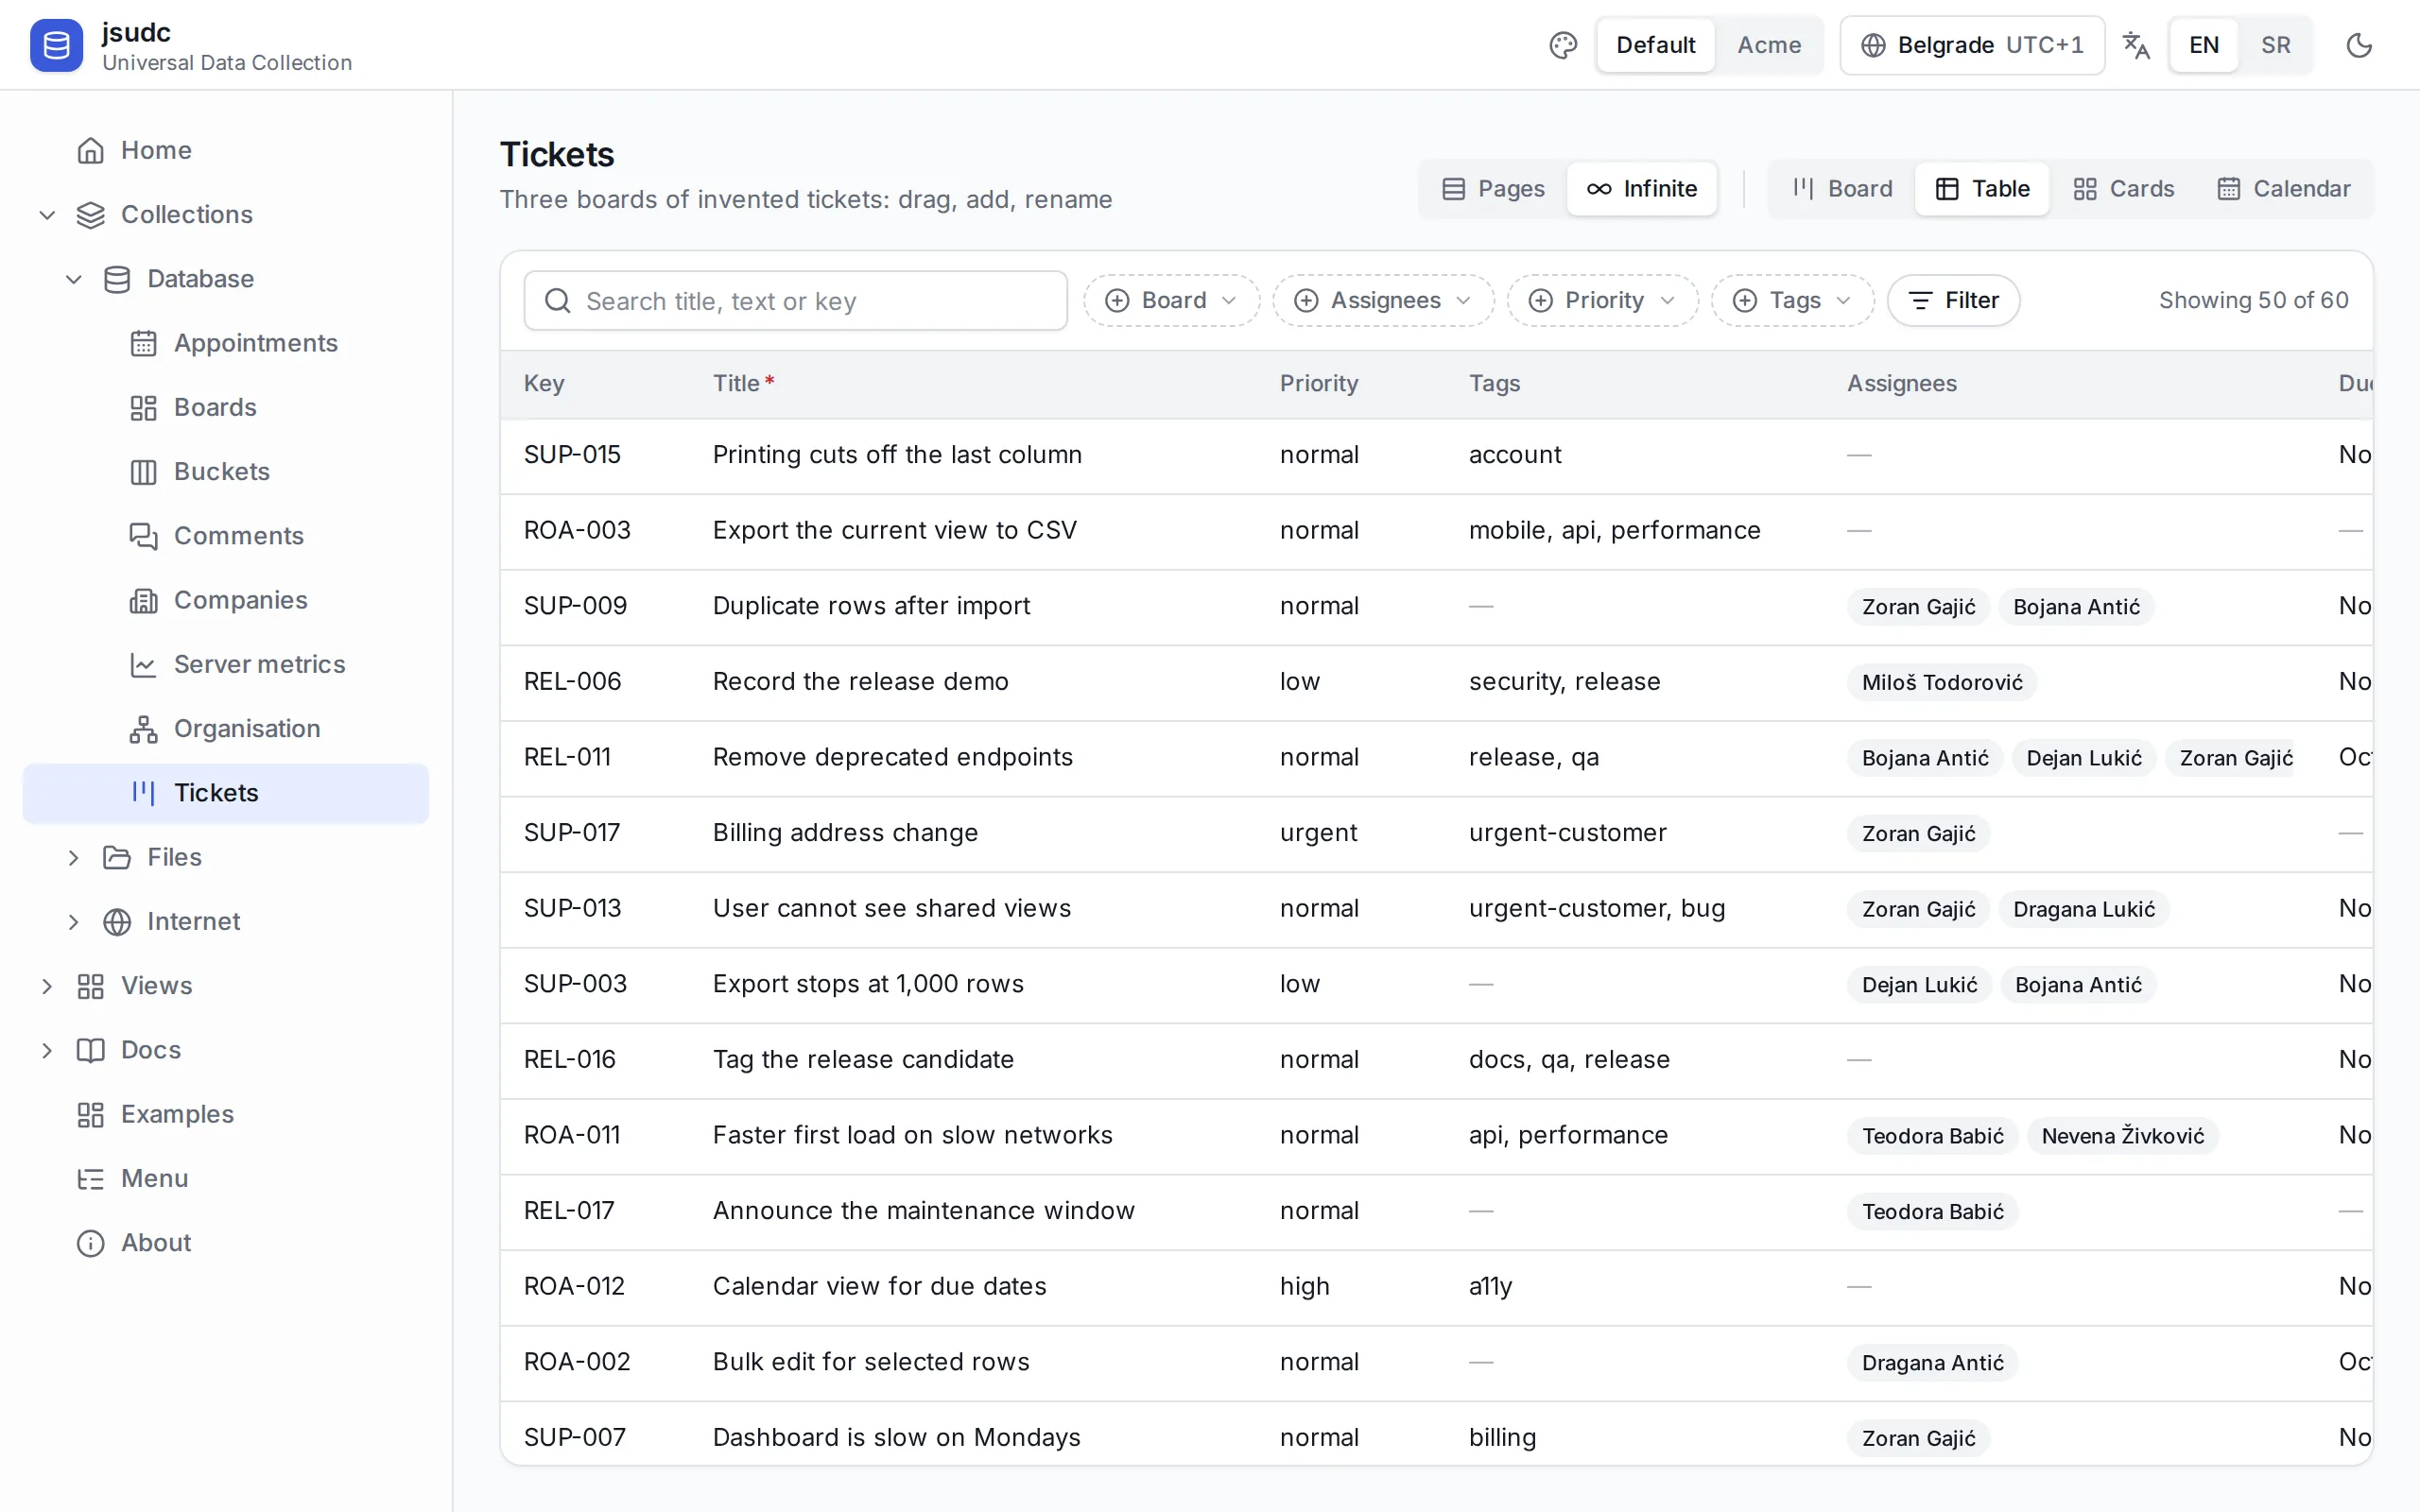 jsudc
Universal Data Collection
Default Acme
Belgrade UTC+1
EN SR
Home
Collections
Database
Appointments
Boards
Buckets
Comments
Companies
Server metrics
Organisation
Tickets
Files
Internet
Views
Docs
Examples
Menu
About
Tickets
Three boards of invented tickets: drag, add, rename
Pages Infinite
Board Table Cards Calendar
Search title, text or key
Board Assignees Priority Tags Filter
Showing 50 of 60
Key Title* Priority Tags Assignees
SUP-015 Printing cuts off the last column normal account —
ROA-003 Export the current view to CSV normal mobile, api, performance — —
SUP-009 Duplicate rows after import normal — Zoran Gajić Bojana Antić
REL-006 Record the release demo low security, release Miloš Todorović
REL-011 Remove deprecated endpoints normal release, qa Bojana Antić Dejan Lukić Zoran Gajić
SUP-017 Billing address change urgent urgent-customer Zoran Gajić —
SUP-013 User cannot see shared views normal urgent-customer, bug Zoran Gajić Dragana Lukić
SUP-003 Export stops at 1,000 rows low — Dejan Lukić Bojana Antić
REL-016 Tag the release candidate normal docs, qa, release —
ROA-011 Faster first load on slow networks normal api, performance Teodora Babić Nevena Živković
REL-017 Announce the maintenance window normal — Teodora Babić —
ROA-012 Calendar view for due dates high a11y —
ROA-002 Bulk edit for selected rows normal — Dragana Antić
SUP-007 Dashboard is slow on Mondays normal billing Zoran Gajić